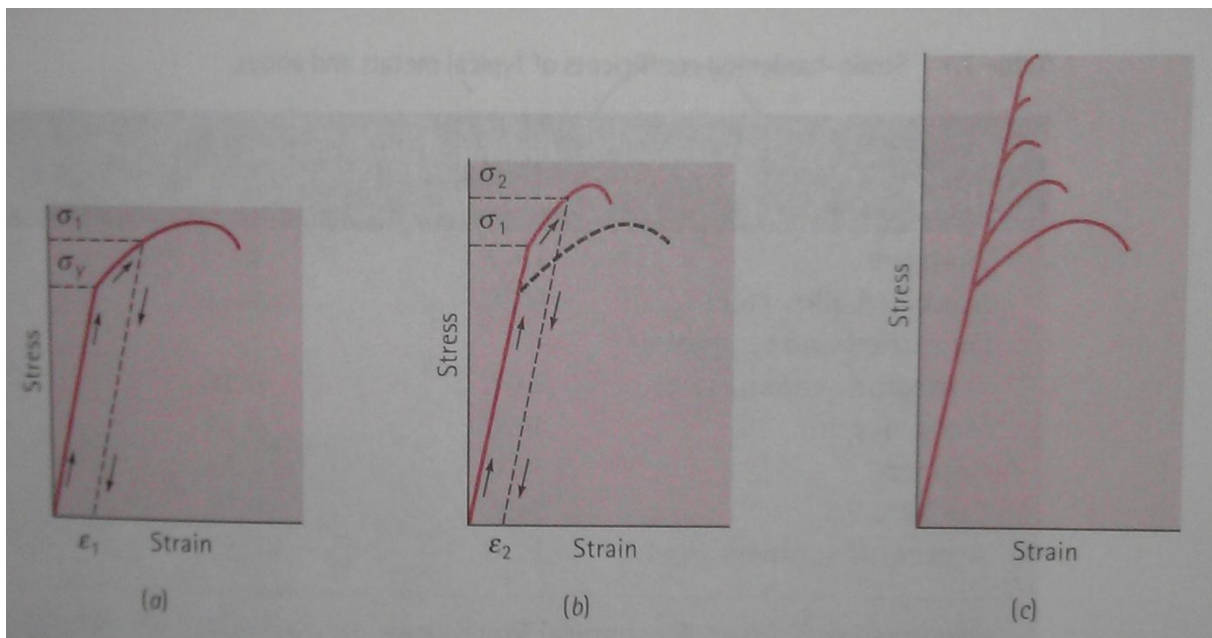 σ1
σy
Stress
ε1 Strain
(a)
σ2
σ1
Stress
ε2 Strain
(b)
Stress
Strain
(c)